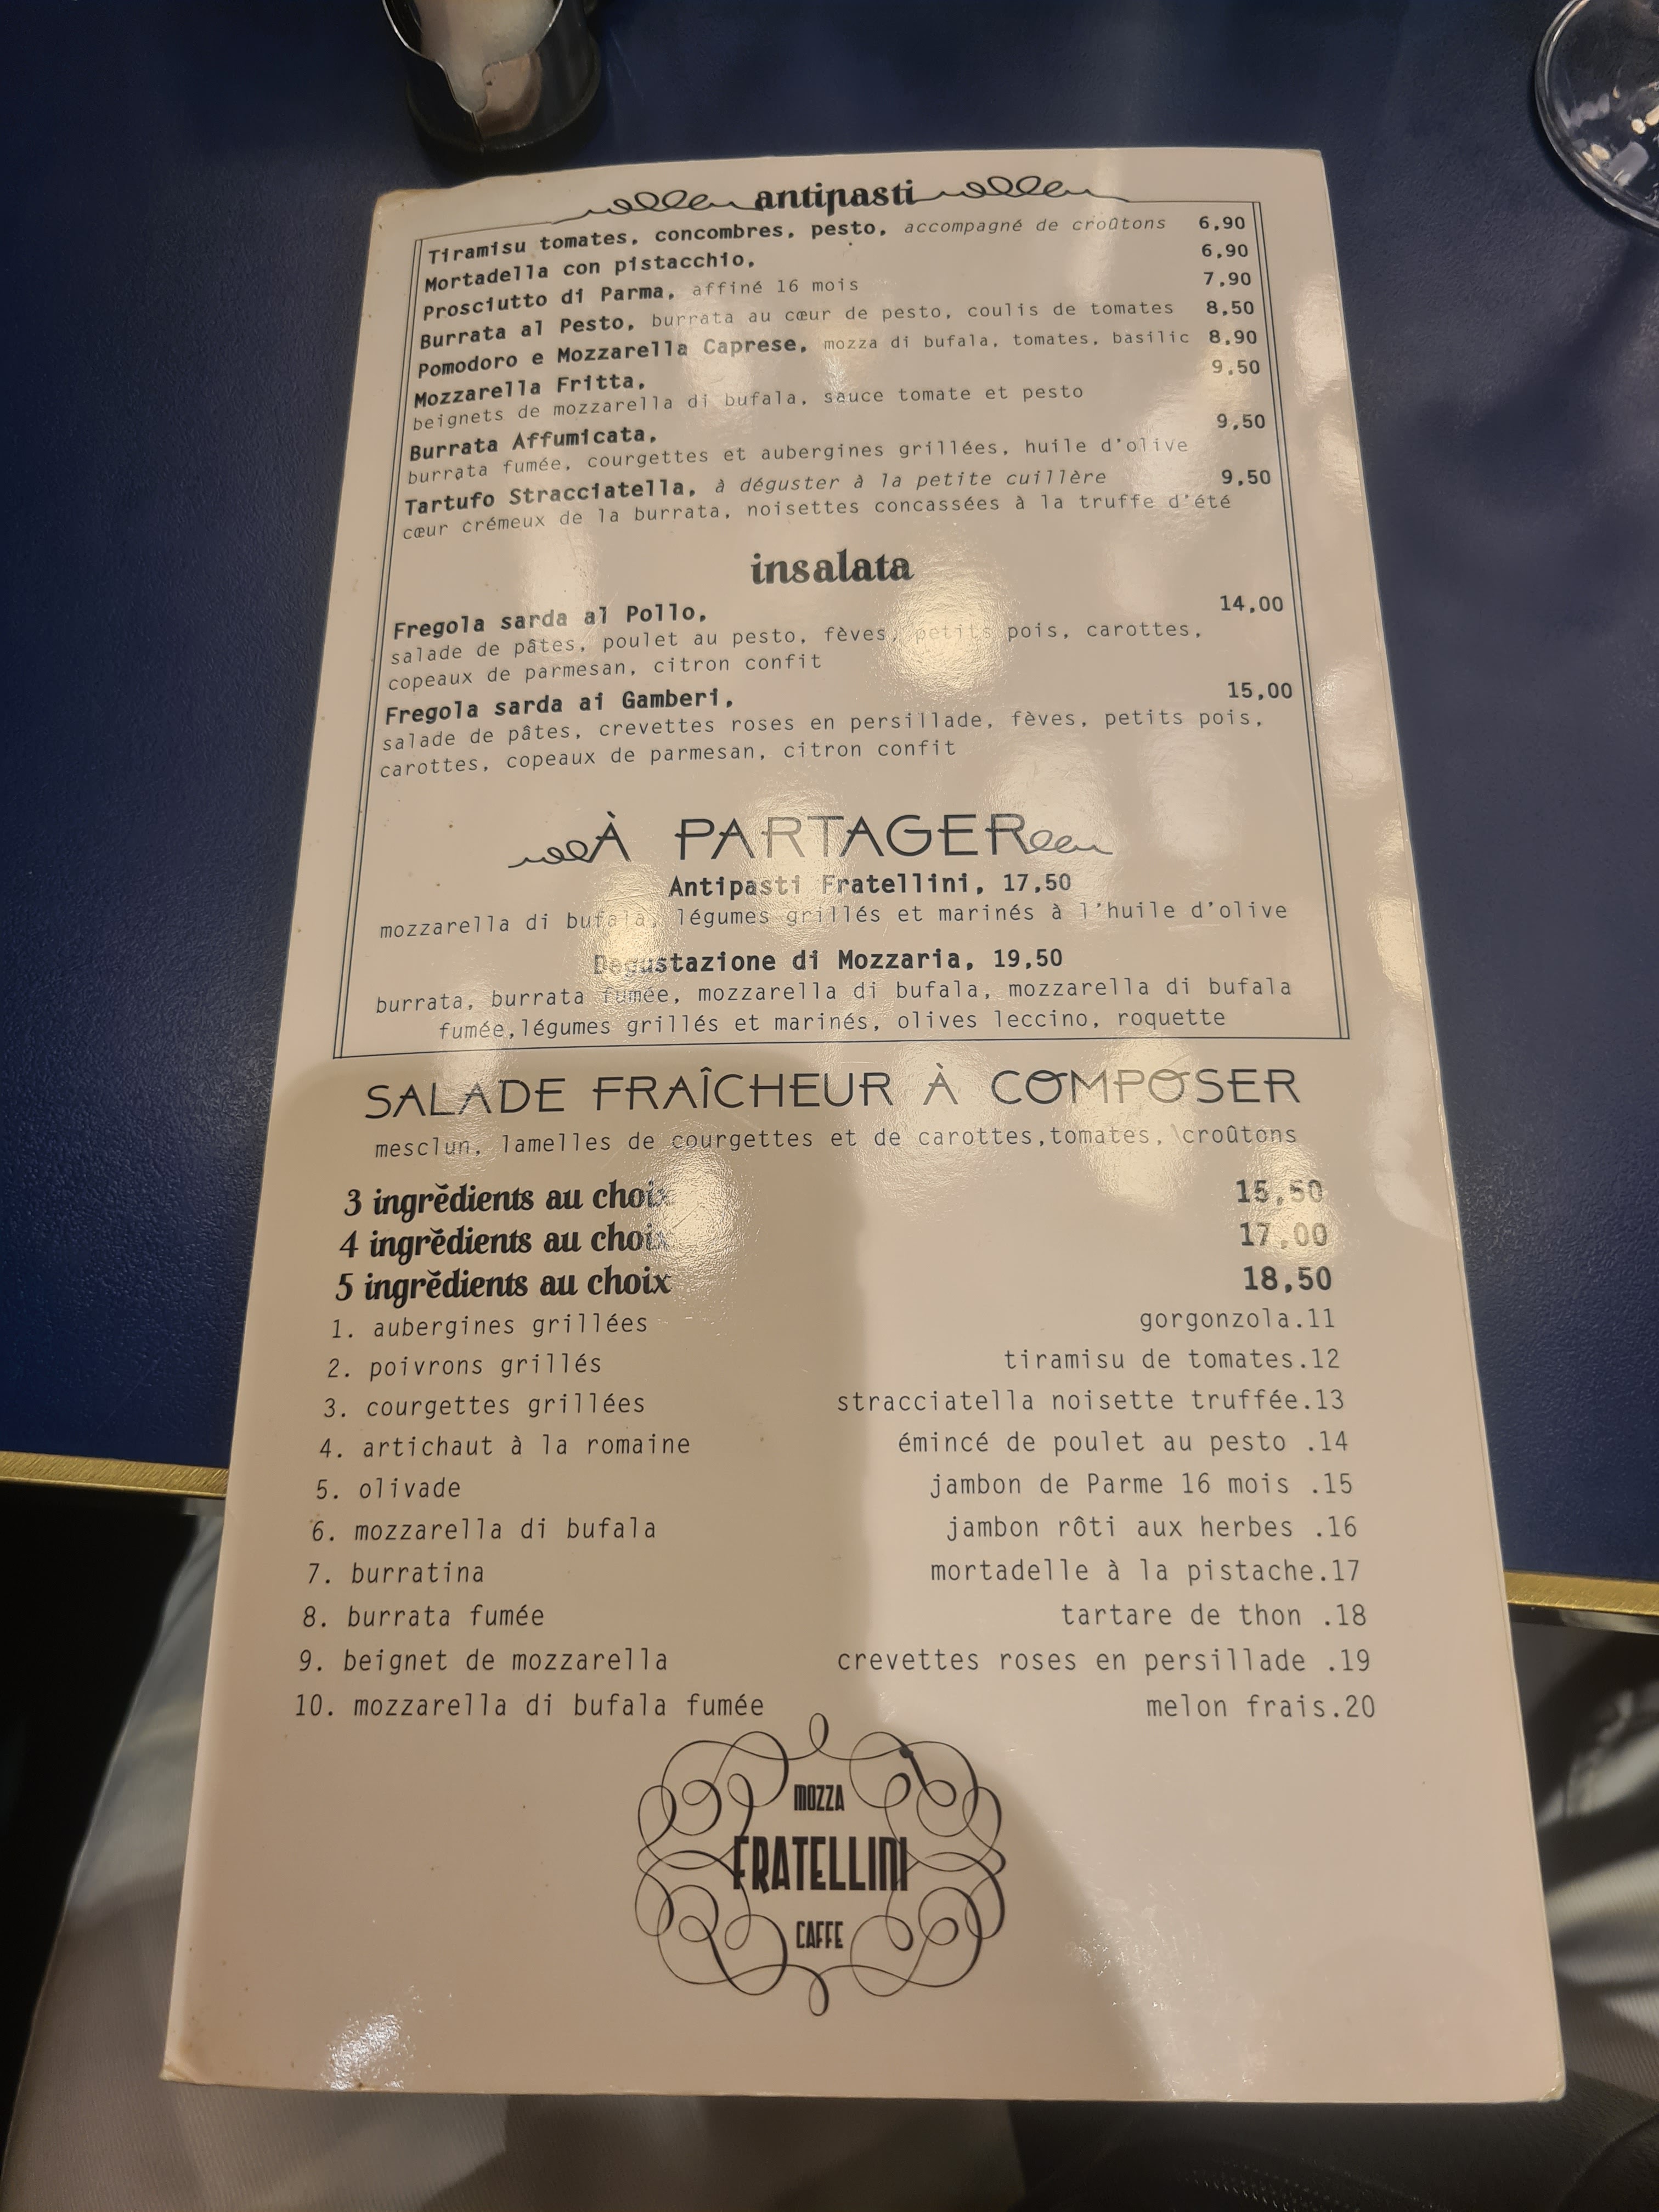 antipasti
Tiramisu tomates, concombres, pesto, accompagné de croûtons 6,90
Mortadella con pistacchio, 6,90
Prosciutto di Parma, affiné 16 mois 7,90
Burrata al Pesto, burrata au cœur de pesto, coulis de tomates 8,50
Pomodoro e Mozzarella Caprese, mozza di bufala, tomates, basilic 8,90
Mozzarella Fritta, 9,50
beignets de mozzarella di bufala, sauce tomate et pesto
Burrata Affumicata, 9,50
burrata fumée, courgettes et aubergines grillées, huile d'olive
Tartufo Stracciatella, à déguster à la petite cuillère 9,50
cœur crémeux de la burrata, noisettes concassées à la truffe d'été
insalata
Fregola sarda al Pollo, 14,00
salade de pâtes, poulet au pesto, fèves, petits pois, carottes,
copeaux de parmesan, citron confit
Fregola sarda ai Gamberi, 15,00
salade de pâtes, crevettes roses en persillade, fèves, petits pois,
carottes, copeaux de parmesan, citron confit
À PARTAGER
Antipasti Fratellini, 17,50
mozzarella di bufala, légumes grillés et marinés à l'huile d'olive
Degustazione di Mozzaria, 19,50
burrata, burrata fumée, mozzarella di bufala, mozzarella di bufala
fumée,légumes grillés et marinés, olives leccino, roquette
SALADE FRAÎCHEUR À COMPOSER
mesclun, lamelles de courgettes et de carottes,tomates, croûtons
3 ingrédients au choix 15,50
4 ingrédients au choix 17,00
5 ingrédients au choix 18,50
1. aubergines grillées gorgonzola.11
2. poivrons grillés tiramisu de tomates.12
3. courgettes grillées stracciatella noisette truffée.13
4. artichaut à la romaine émincé de poulet au pesto .14
5. olivade jambon de Parme 16 mois .15
6. mozzarella di bufala jambon rôti aux herbes .16
7. burratina mortadelle à la pistache.17
8. burrata fumée tartare de thon .18
9. beignet de mozzarella crevettes roses en persillade .19
10. mozzarella di bufala fumée melon frais.20
MOZZA
FRATELLINI
CAFFE